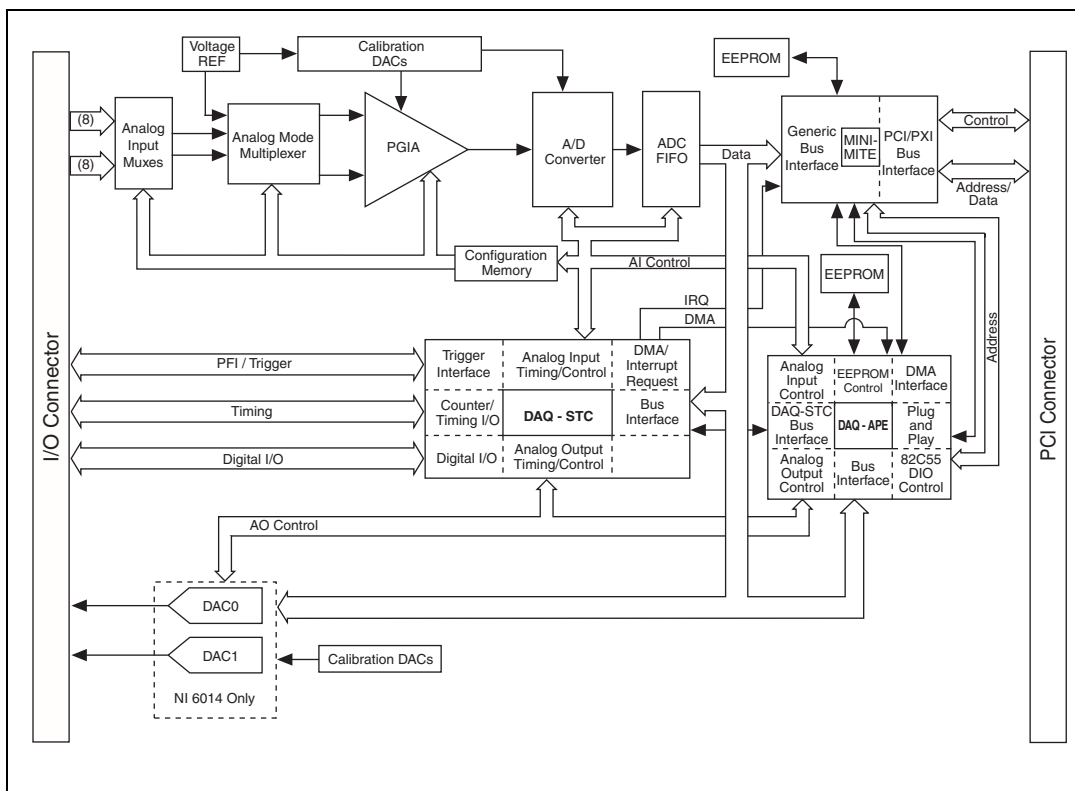 Voltage
REF
Calibration
DACs
EEPROM
(8)
(8)
Analog
Input
Muxes
Analog Mode
Multiplexer
PGIA
A/D
Converter
ADC
FIFO
Data
Generic
Bus
Interface
MINI-
MITE
PCI/PXI
Bus
Interface
Control
Address/
Data
Configuration
Memory
AI Control
EEPROM
IRQ
DMA
Address
I/O Connector
PCI Connector
PFI / Trigger
Timing
Digital I/O
Trigger
Interface
Analog Input
Timing/Control
DMA/
Interrupt
Request
Counter/
Timing I/O
DAQ - STC
Bus
Interface
Digital I/O
Analog Output
Timing/Control
Analog
Input
Control
EEPROM
Control
DMA
Interface
DAQ-STC
Bus
Interface
DAQ - APE
Plug
and
Play
Analog
Output
Control
Bus
Interface
82C55
DIO
Control
AO Control
DAC0
DAC1
Calibration DACs
NI 6014 Only